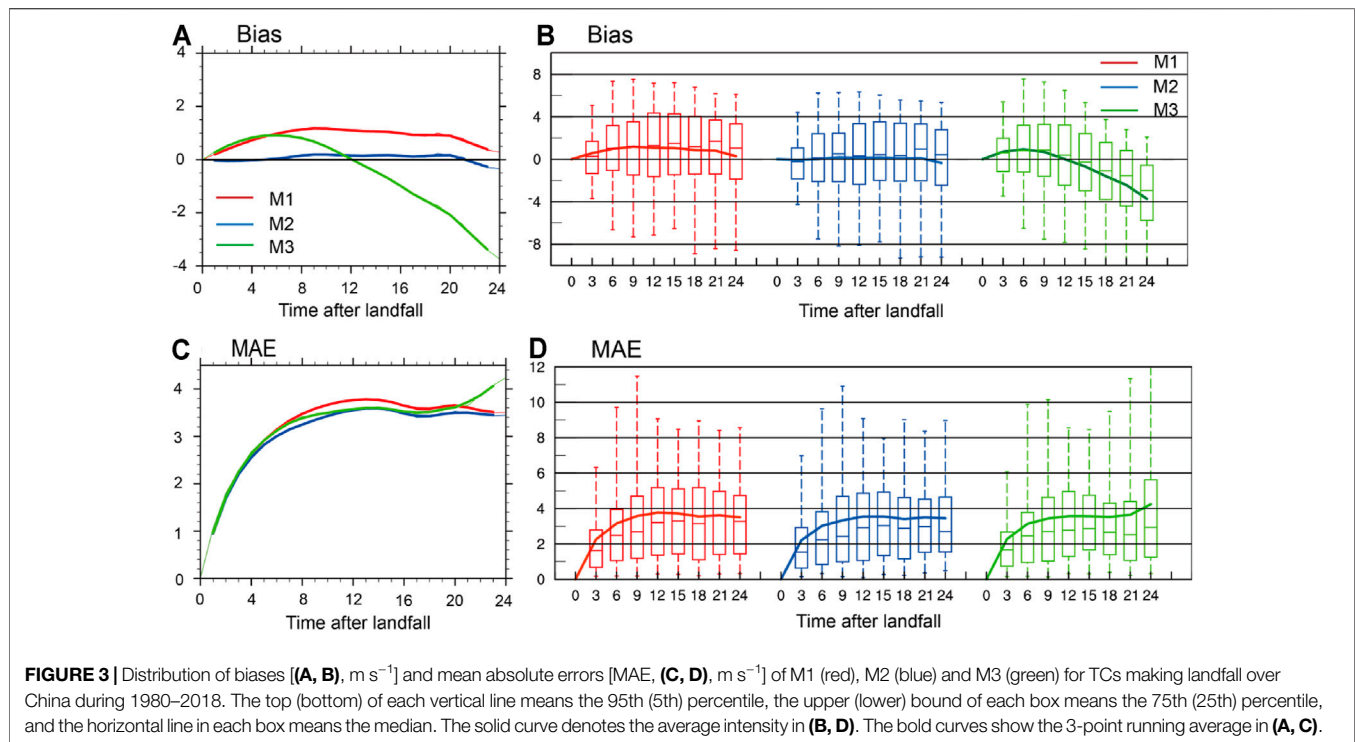 A Bias
4
2
0
-2
-4
M1
M2
M3
0 4 8 12 16 20 24
Time after landfall
B Bias
8
4
0
-4
-8
M1
M2
M3
0 3 6 9 12 15 18 21 24 0 3 6 9 12 15 18 21 24 0 3 6 9 12 15 18 21 24
Time after landfall
C MAE
4
3
2
1
0
0 4 8 12 16 20 24
Time after landfall
D MAE
12
10
8
6
4
2
0
0 3 6 9 12 15 18 21 24 0 3 6 9 12 15 18 21 24 0 3 6 9 12 15 18 21 24
Time after landfall
FIGURE 3 | Distribution of biases [(A, B), m s⁻¹] and mean absolute errors [MAE, (C, D), m s⁻¹] of M1 (red), M2 (blue) and M3 (green) for TCs making landfall over
China during 1980–2018. The top (bottom) of each vertical line means the 95th (5th) percentile, the upper (lower) bound of each box means the 75th (25th) percentile,
and the horizontal line in each box means the median. The solid curve denotes the average intensity in (B, D). The bold curves show the 3-point running average in (A, C).